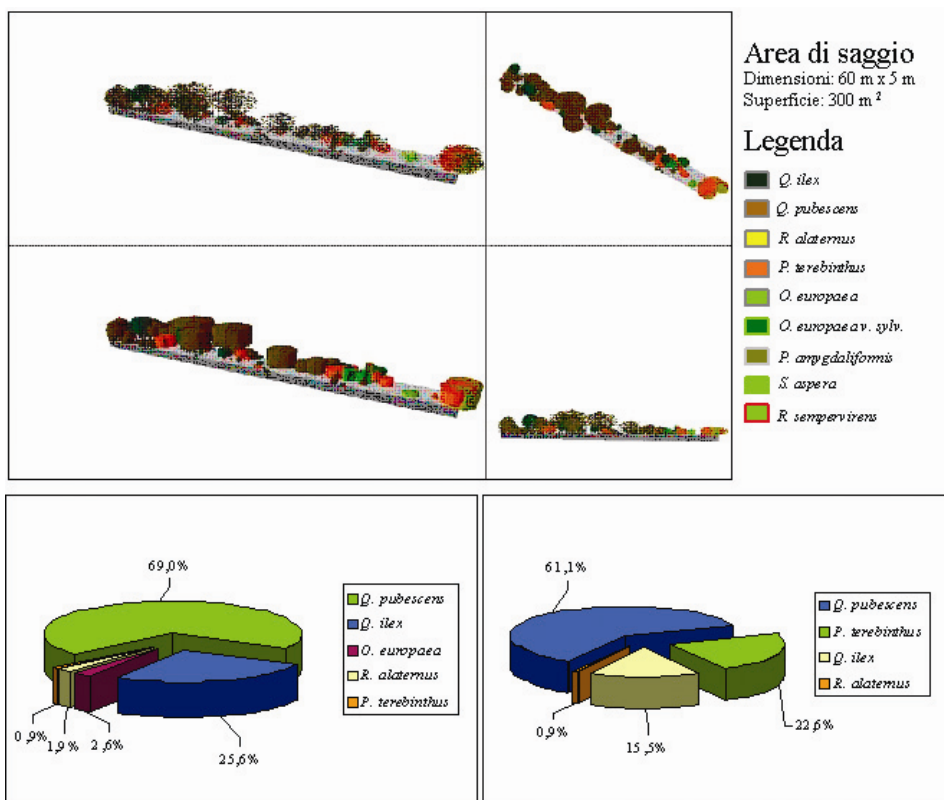 Area di saggio
Dimensioni: 60 m x 5 m
Superficie: 300 m²
Legenda
Q. ilex
Q. pubescens
R. alaternus
P. terebinthus
O. europaea
O. europaea v. sylv.
P. amygdaliformis
S. aspera
R. sempervirens
69,0%
0,9%
1,9%
2,6%
25,6%
Q. pubescens
Q. ilex
O. europaea
R. alaternus
P. terebinthus
61,1%
0,9%
15,5%
22,6%
Q. pubescens
P. terebinthus
Q. ilex
R. alaternus